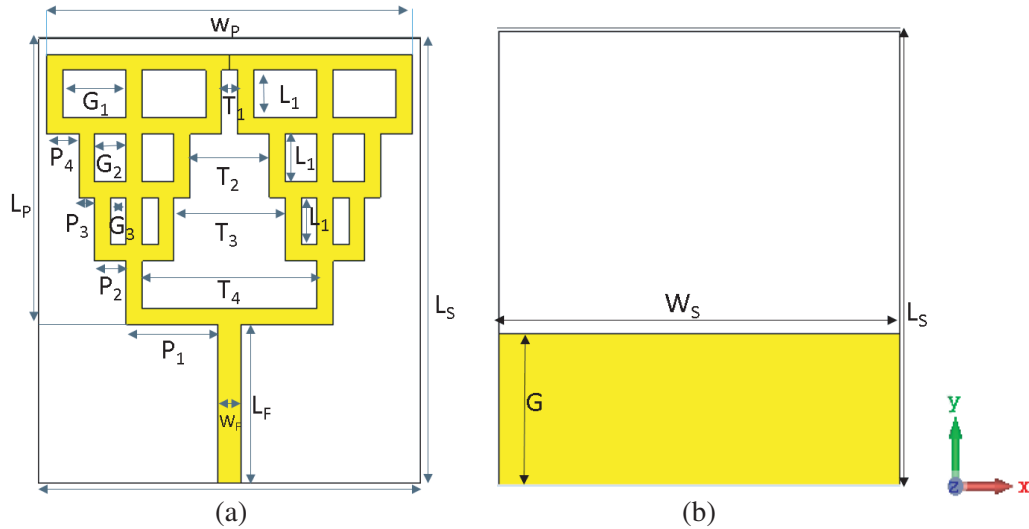 W_P
G_1
T_1
L_1
P_4
G_2
L_1
T_2
L_P
P_3
G_3
L_1
T_3
P_2
T_4
L_S
P_1
L_F
W_F
(a)
W_S
L_S
G
(b)
y
z
x